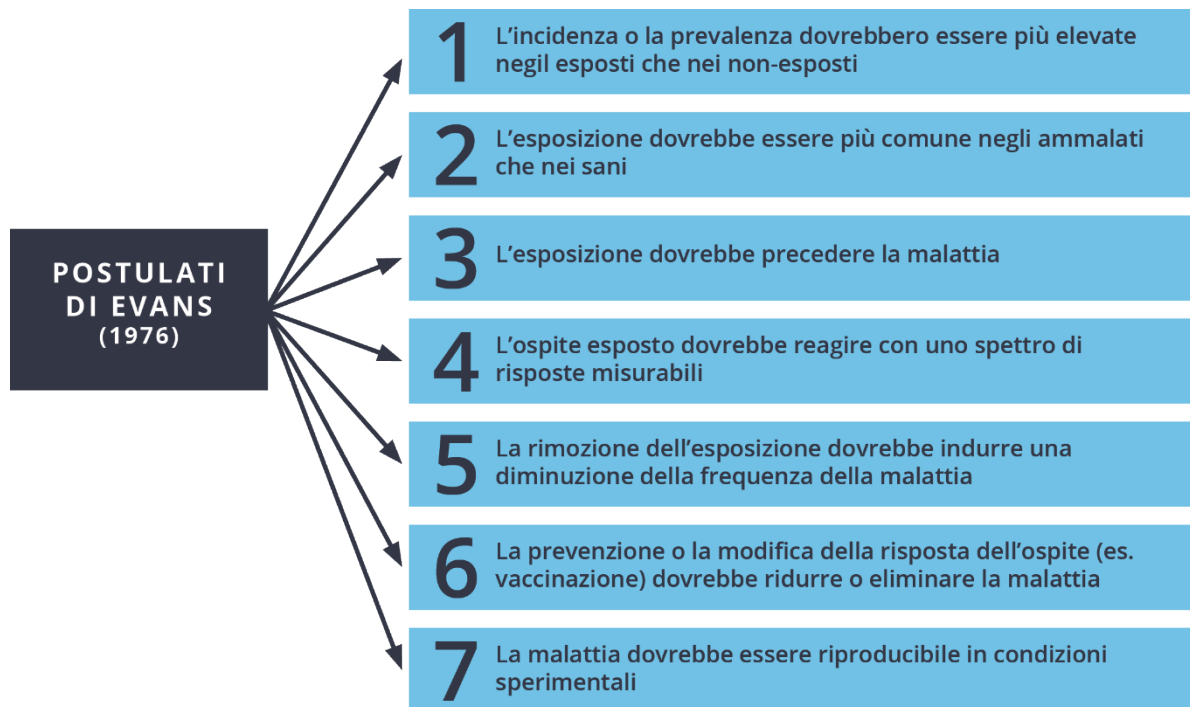 POSTULATI
DI EVANS
(1976)
1
L'incidenza o la prevalenza dovrebbero essere più elevate
negil esposti che nei non-esposti
2
L'esposizione dovrebbe essere più comune negli ammalati
che nei sani
3
L'esposizione dovrebbe precedere la malattia
4
L'ospite esposto dovrebbe reagire con uno spettro di
risposte misurabili
5
La rimozione dell'esposizione dovrebbe indurre una
diminuzione della frequenza della malattia
6
La prevenzione o la modifica della risposta dell'ospite (es.
vaccinazione) dovrebbe ridurre o eliminare la malattia
7
La malattia dovrebbe essere riproducibile in condizioni
sperimentali